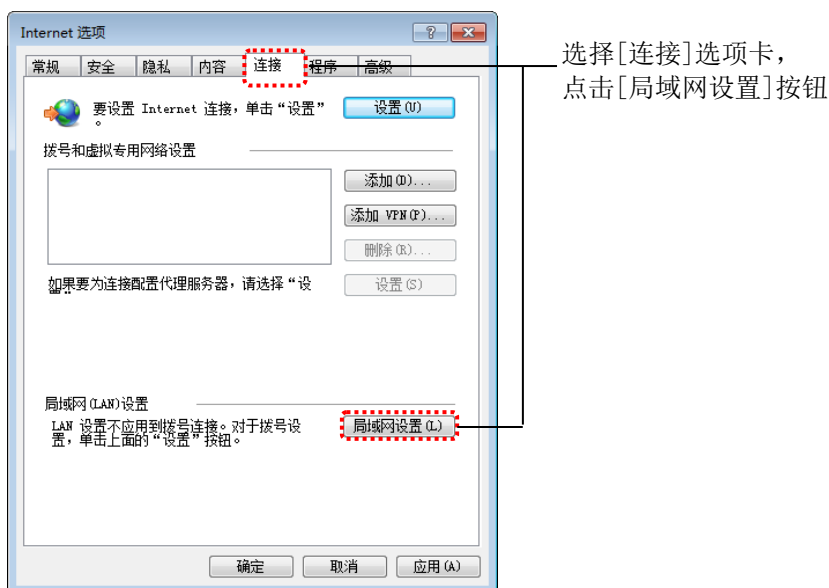 Internet 选项
常规 安全 隐私 内容 连接 程序 高级
选择[连接]选项卡，
点击[局域网设置]按钮
要设置 Internet 连接，单击“设置” 设置(U)
。
拨号和虚拟专用网络设置
添加(D)...
添加 VPN(P)...
删除(R)...
如果要为连接配置代理服务器，请选择“设 设置(S)
局域网(LAN)设置
LAN 设置不应用到拨号连接。对于拨号设 局域网设置(L)
置，单击上面的“设置”按钮。
确定 取消 应用(A)